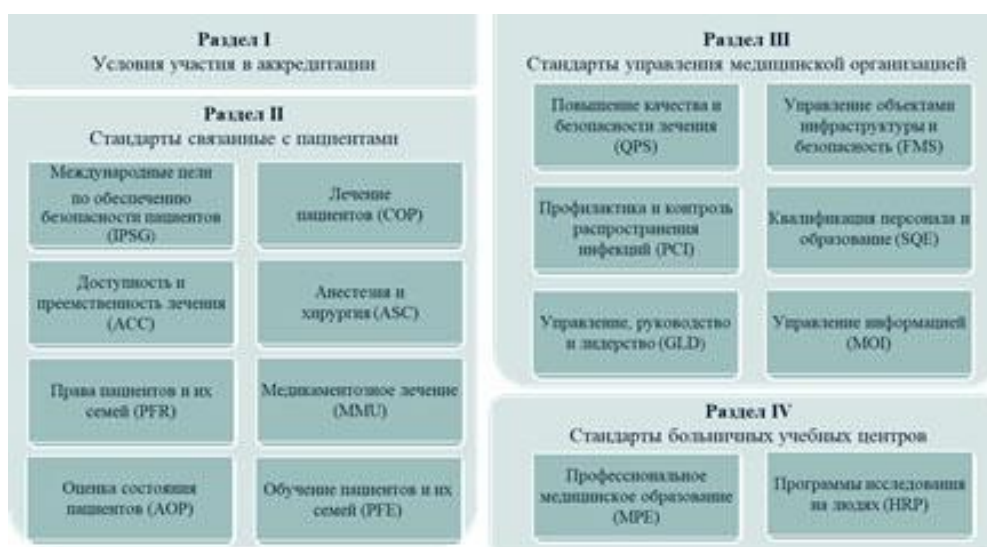 Раздел I
Условия участия в аккредитации
Раздел II
Стандарты связанные с пациентами
Международные цели
по обеспечению
безопасности пациентов
(IPSG)
Лечение
пациентов (COP)
Доступность и
преемственность лечения
(ACC)
Анестезия и
хирургия (ASC)
Права пациентов и их
семей (PFR)
Медикаментозное лечение
(MMU)
Оценка состояния
пациентов (AOP)
Обучение пациентов и их
семей (PFE)
Раздел III
Стандарты управления медицинской организацией
Повышение качества и
безопасности лечения
(QPS)
Управление объектами
инфраструктуры и
безопасность (FMS)
Профилактика и контроль
распространения
инфекций (PCI)
Квалификация персонала и
образование (SQE)
Управление, руководство
и лидерство (GLD)
Управление информацией
(MOI)
Раздел IV
Стандарты больничных учебных центров
Профессиональное
медицинское образование
(MPE)
Программы исследования
на людях (HRP)